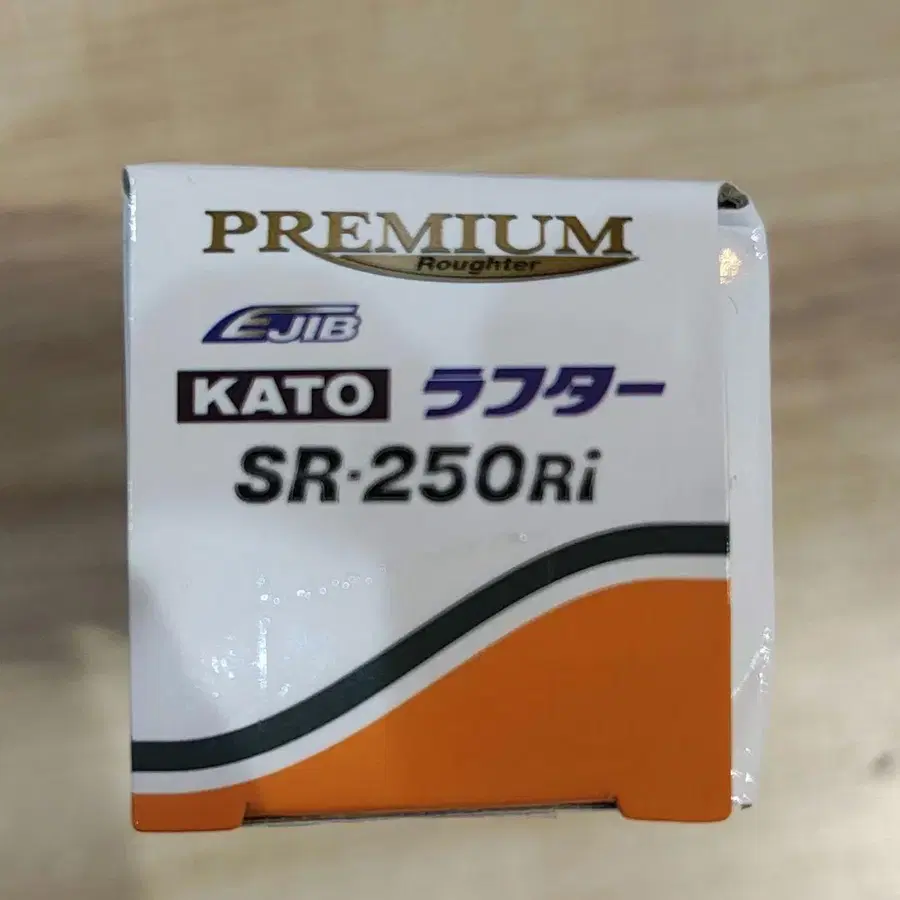 PREMIUM
Roughter
EJIB
KATO ラフター
SR-250Ri